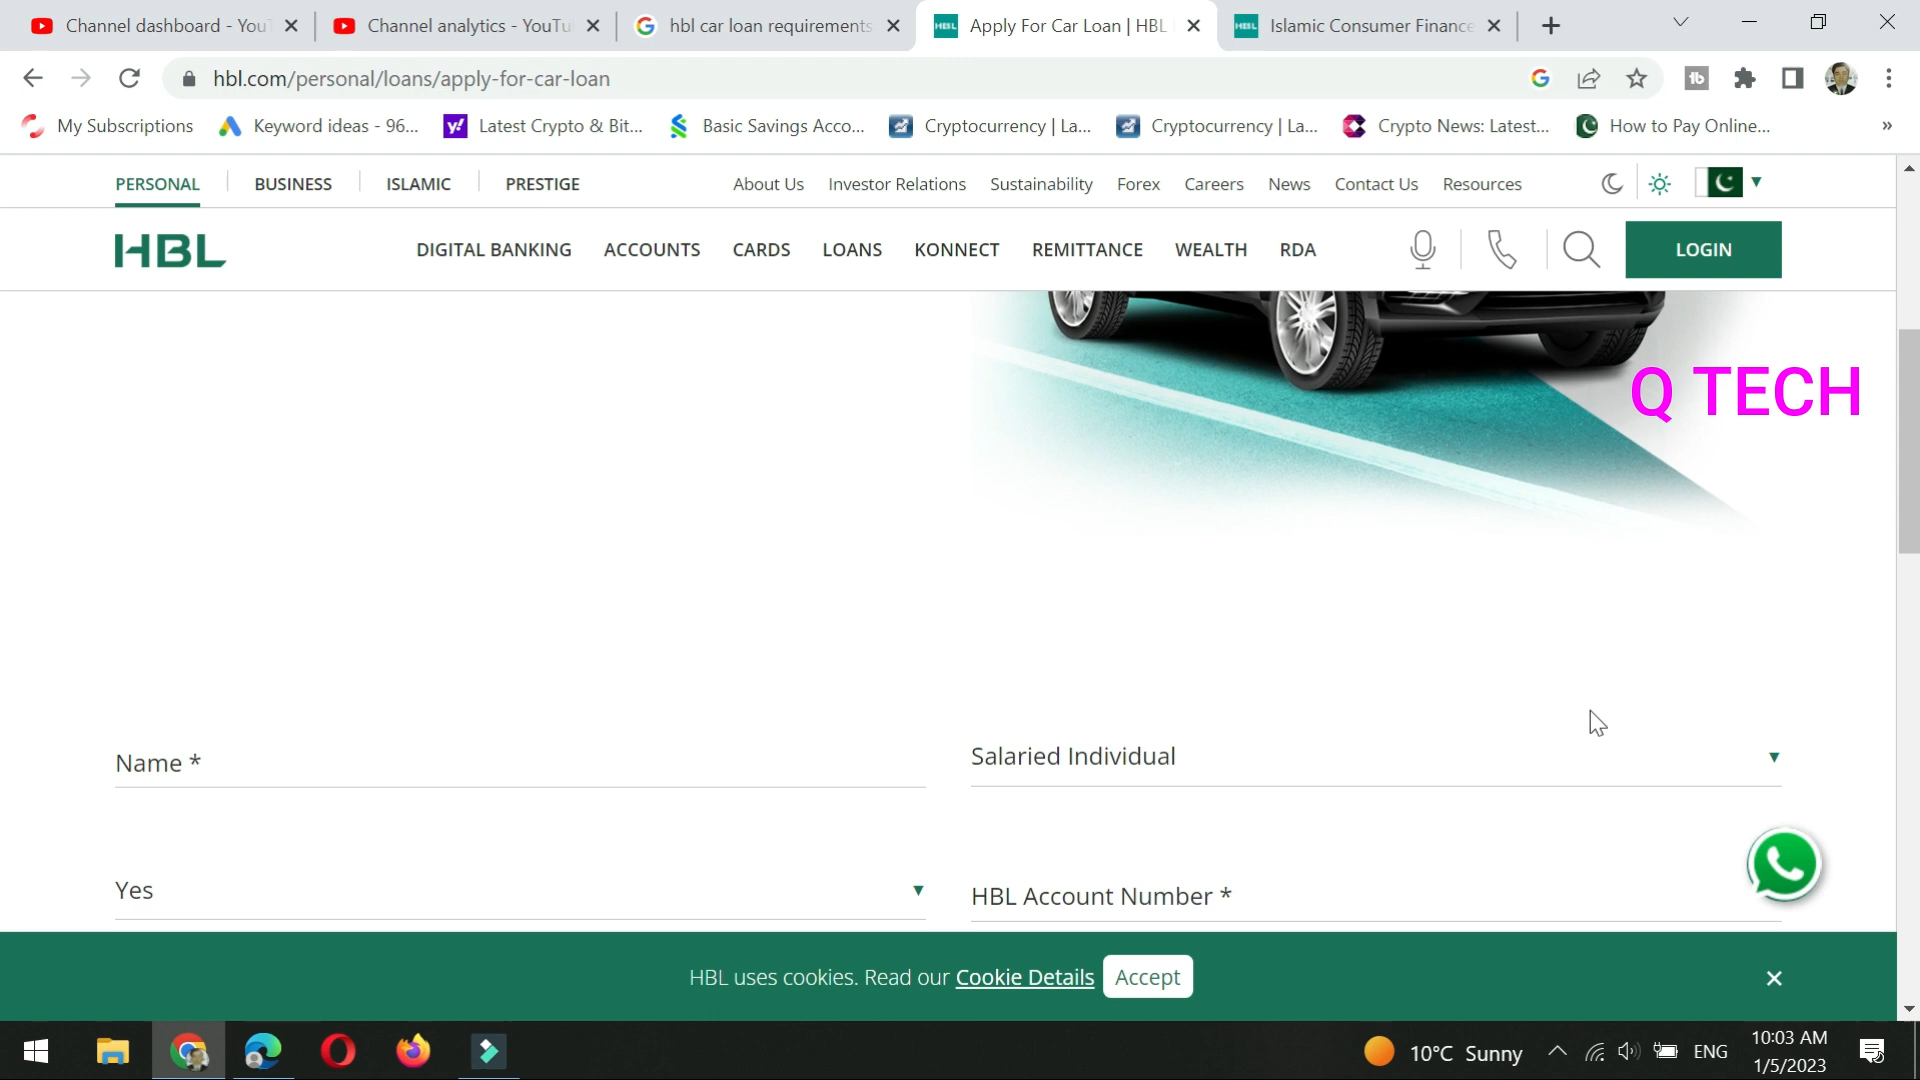 Channel dashboard - YouT
Channel analytics - YouTu
hbl car loan requirements
Apply For Car Loan | HBL
Islamic Consumer Finance
hbl.com/personal/loans/apply-for-car-loan
My Subscriptions
Keyword ideas - 96...
Latest Crypto & Bit...
Basic Savings Acco...
Cryptocurrency | La...
Cryptocurrency | La...
Crypto News: Latest...
How to Pay Online...
PERSONAL
BUSINESS
ISLAMIC
PRESTIGE
About Us
Investor Relations
Sustainability
Forex
Careers
News
Contact Us
Resources
HBL
DIGITAL BANKING
ACCOUNTS
CARDS
LOANS
KONNECT
REMITTANCE
WEALTH
RDA
LOGIN
Q TECH
Name *
Salaried Individual
Yes
HBL Account Number *
HBL uses cookies. Read our Cookie Details
Accept
10°C Sunny
ENG
10:03 AM
1/5/2023